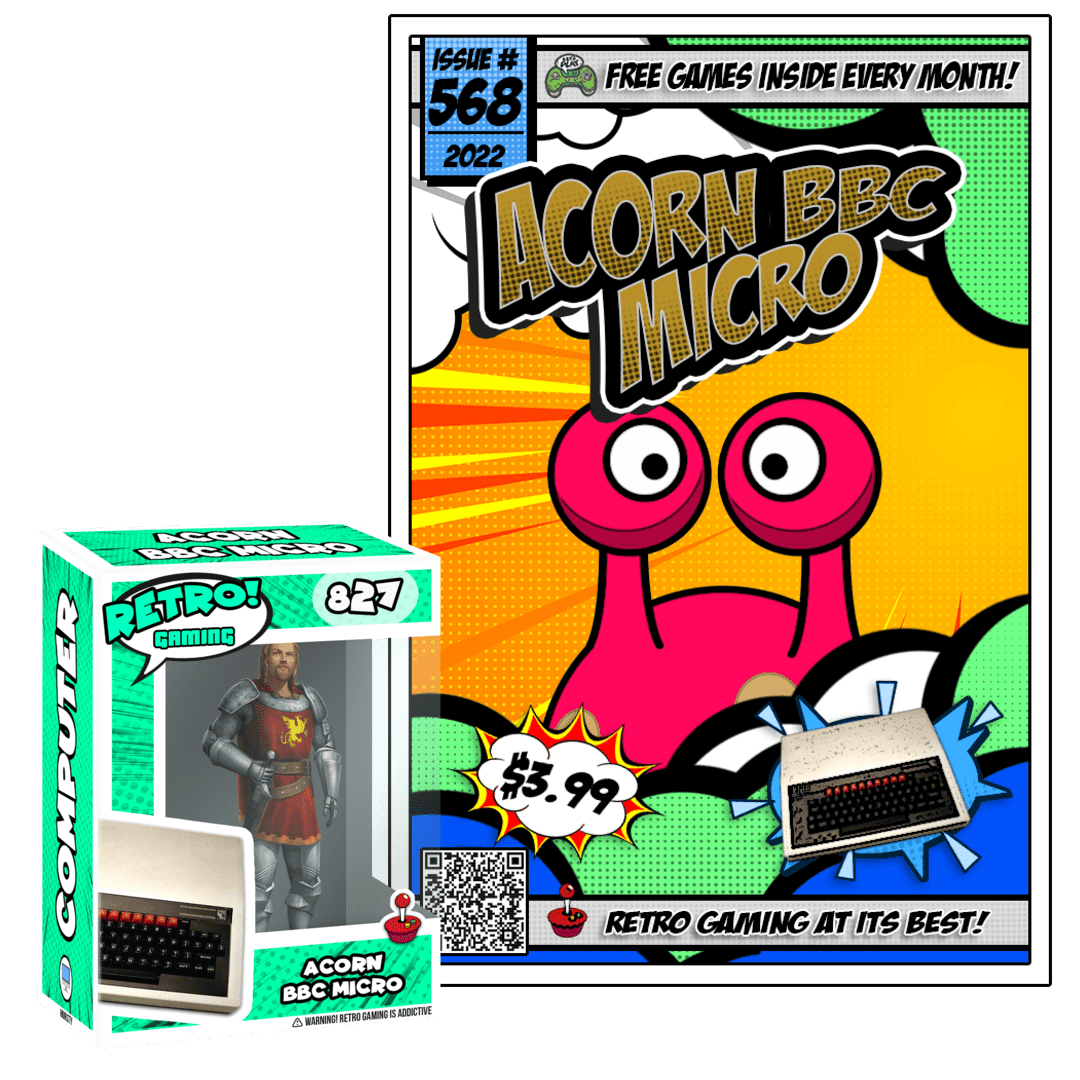 ISSUE #
568
2022
FREE GAMES INSIDE EVERY MONTH!
ACORN BBC
MICRO
$3.99
RETRO GAMING AT ITS BEST!
ACORN
BBC MICRO
RETRO!
GAMING
827
COMPUTER
ACORN
BBC MICRO
WARNING! RETRO GAMING IS ADDICTIVE